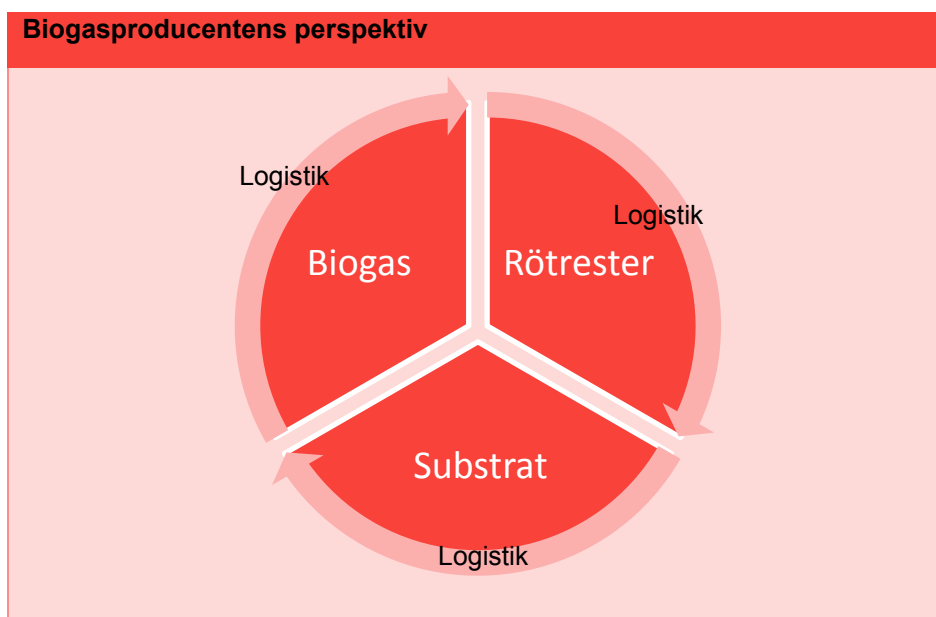 Biogasproducentens perspektiv
Logistik
Logistik
Biogas
Rötrester
Substrat
Logistik